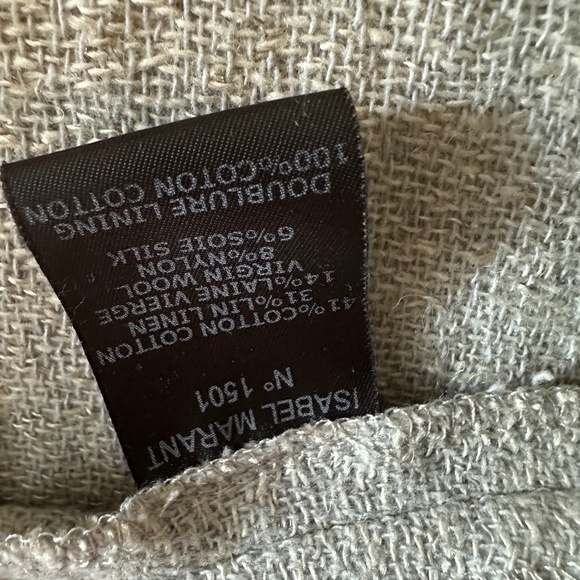 ISABEL MARANT
N° 1501
41%COTTON COTTON
31%LIN LINEN
14%LAINE VIERGE
VIRGIN WOOL
8%NYLON
6%SOIE SILK
DOUBLURE LINING
100%COTON COTTON